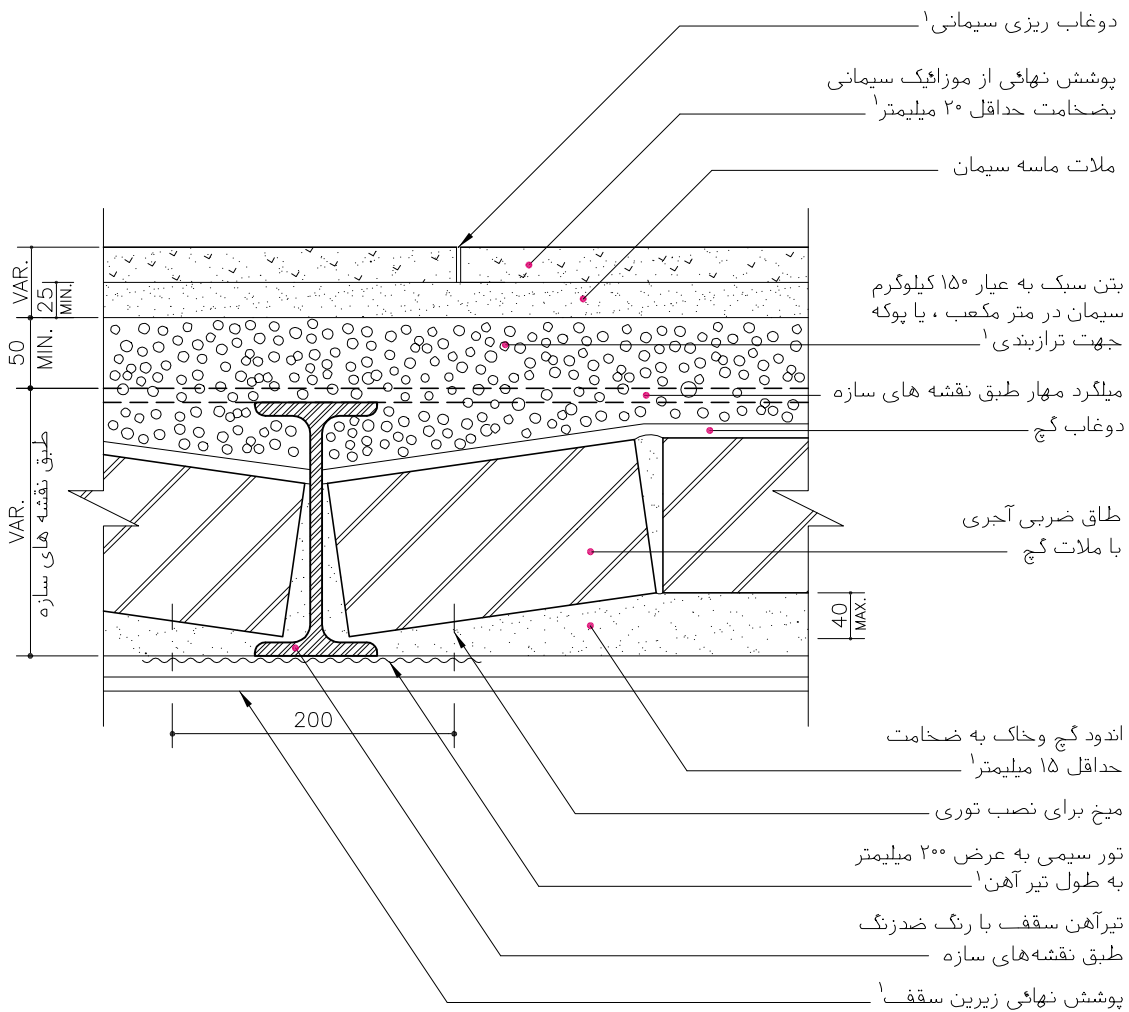 دوغاب ریزی سیمانی۱
پوشش نهائی از موزائیک سیمانی
بضخامت حداقل ۲۰ میلیمتر۱
ملات ماسه سیمان
بتن سبک به عیار ۱۵۰ کیلوگرم
سیمان در متر مکعب ، یا پوکه
جهت ترازبندی۱
میلگرد مهار طبق نقشه های سازه
دوغاب گچ
طاق ضربی آجری
با ملات گچ
اندود گچ وخاک به ضخامت
حداقل ۱۵ میلیمتر۱
میخ برای نصب توری
تور سیمی به عرض ۲۰۰ میلیمتر
به طول تیر آهن۱
تیرآهن سقف با رنگ ضدزنگ
طبق نقشه‌های سازه
پوشش نهائی زیرین سقف۱
VAR.
25
MIN.
50
MIN.
VAR.
طبق نقشه های سازه
40
MAX.
200